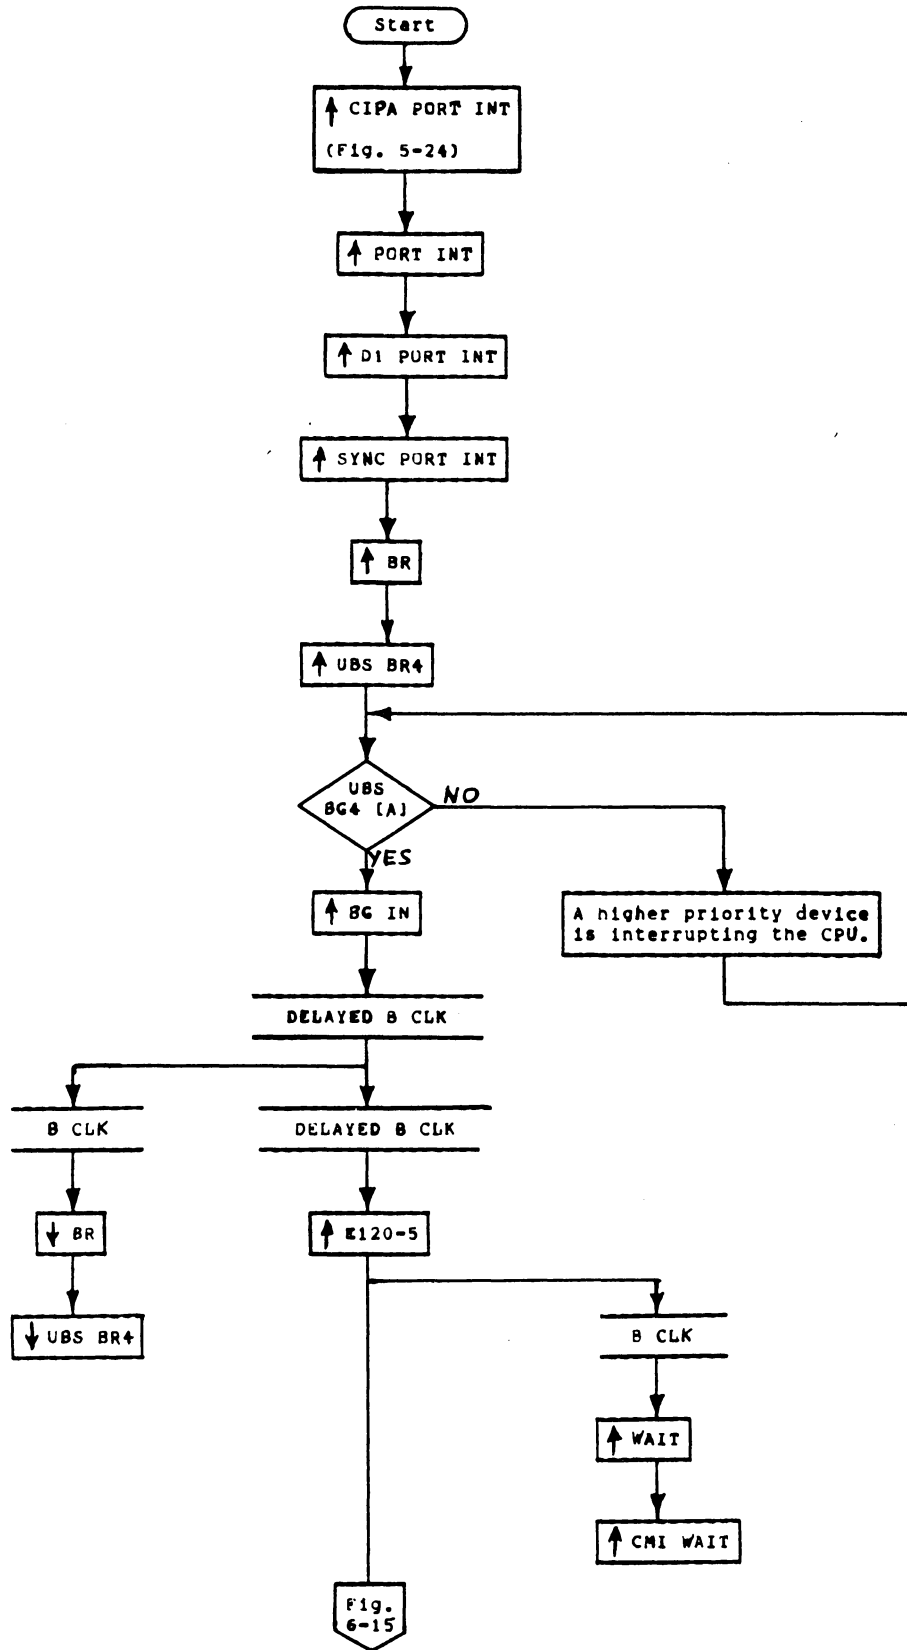 Start
↑ CIPA PORT INT
(Fig. 5-24)
↑ PORT INT
↑ D1 PORT INT
↑ SYNC PORT INT
↑ BR
↑ UBS BR4
UBS
BG4 [A]
NO
YES
↑ BG IN
A higher priority device
is interrupting the CPU.
DELAYED B CLK
B CLK
DELAYED B CLK
↓ BR
↑ E120-5
↓ UBS BR4
B CLK
↑ WAIT
↑ CMI WAIT
Fig.
6-15